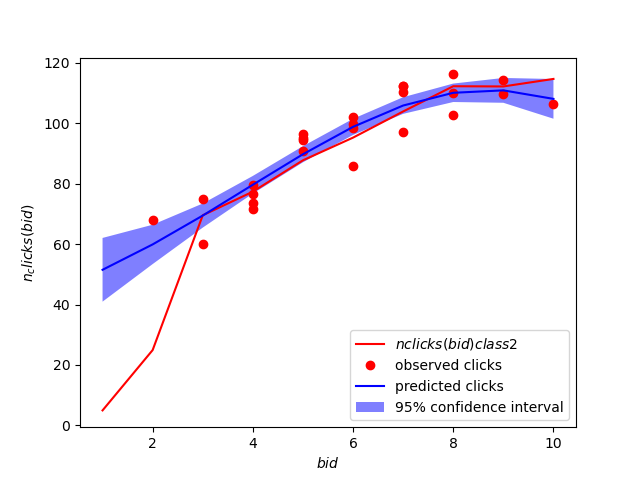 120
100
80
60
40
20
0
n_clicks(bid)
nclicks(bid)class2
observed clicks
predicted clicks
95% confidence interval
2
4
6
8
10
bid